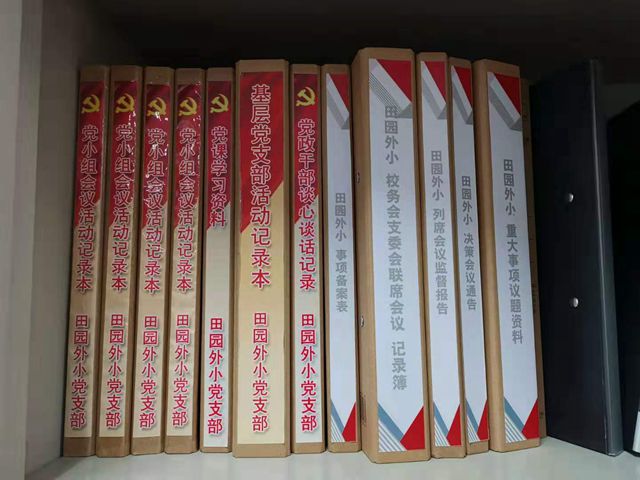 党小组会议活动记录本 田园外小党支部
党小组会议活动记录本 田园外小党支部
党小组会议活动记录本 田园外小党支部
党小组会议活动记录本 田园外小党支部
党课学习资料 田园外小党支部
基层党支部活动记录本 田园外小党支部
党政干部谈心谈话记录 田园外小党支部
田园外小 事项备案表
田园外小 校务会支委会联席会议 记录簿
田园外小 列席会议监督报告
田园外小 决策会议通告
田园外小 重大事项议题资料